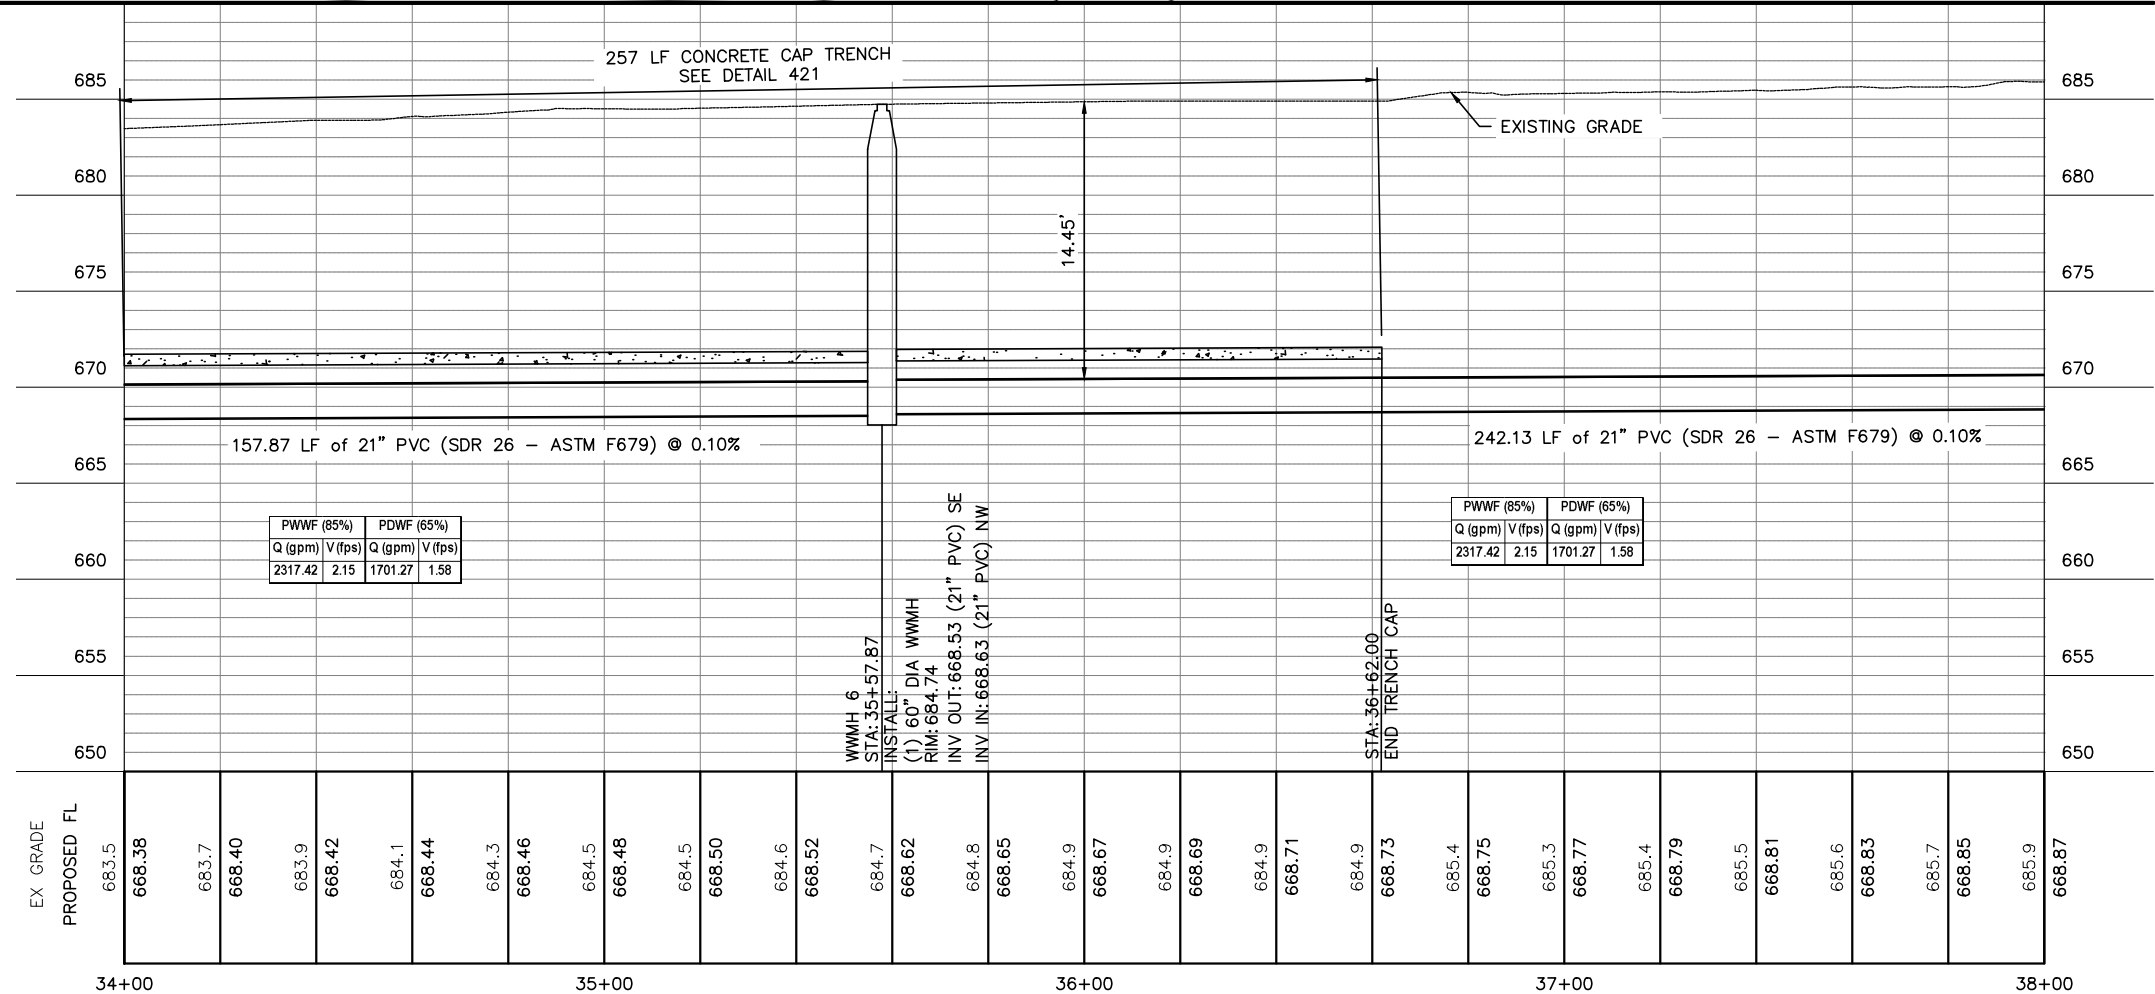 257 LF CONCRETE CAP TRENCH
SEE DETAIL 421
685
685
EXISTING GRADE
680
680
14.45'
675
675
670
670
157.87 LF of 21" PVC (SDR 26 – ASTM F679) @ 0.10%
242.13 LF of 21" PVC (SDR 26 – ASTM F679) @ 0.10%
665
665
PWWF (85%) PDWF (65%)
Q (gpm) V (fps) Q (gpm) V (fps)
2317.42 2.15 1701.27 1.58
PWWF (85%) PDWF (65%)
Q (gpm) V (fps) Q (gpm) V (fps)
2317.42 2.15 1701.27 1.58
660
660
655
655
650
650
WWMH 6
STA: 35+57.87
INSTALL:
(1) 60" DIA WWMH
RIM: 684.74
INV OUT: 668.53 (21" PVC) SE
INV IN: 668.63 (21" PVC) NW
STA: 36+62.00
END TRENCH CAP
EX GRADE
PROPOSED FL
683.5
668.38
683.7
668.40
683.9
668.42
684.1
668.44
684.3
668.46
684.5
668.48
684.5
668.50
684.6
668.52
684.7
668.62
684.8
668.65
684.9
668.67
684.9
668.69
684.9
668.71
684.9
668.73
685.4
668.75
685.3
668.77
685.4
668.79
685.5
668.81
685.6
668.83
685.7
668.85
685.9
668.87
34+00
35+00
36+00
37+00
38+00